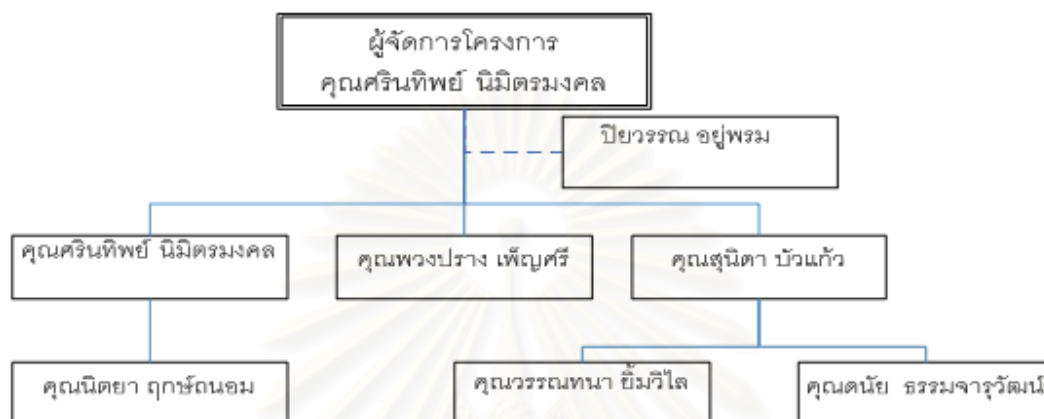 ผู้จัดการโครงการ
คุณศรินทิพย์ นิมิตรมงคล
ปิยวรรณ อยู่พรม
คุณศรินทิพย์ นิมิตรมงคล
คุณพวงปราง เพ็ญศรี
คุณสุนิดา บัวแก้ว
คุณนิตยา ฤกษ์ถนอม
คุณวรรณทนา ยิ้มวิไล
คุณดนัย ธรรมจารุวัฒน์